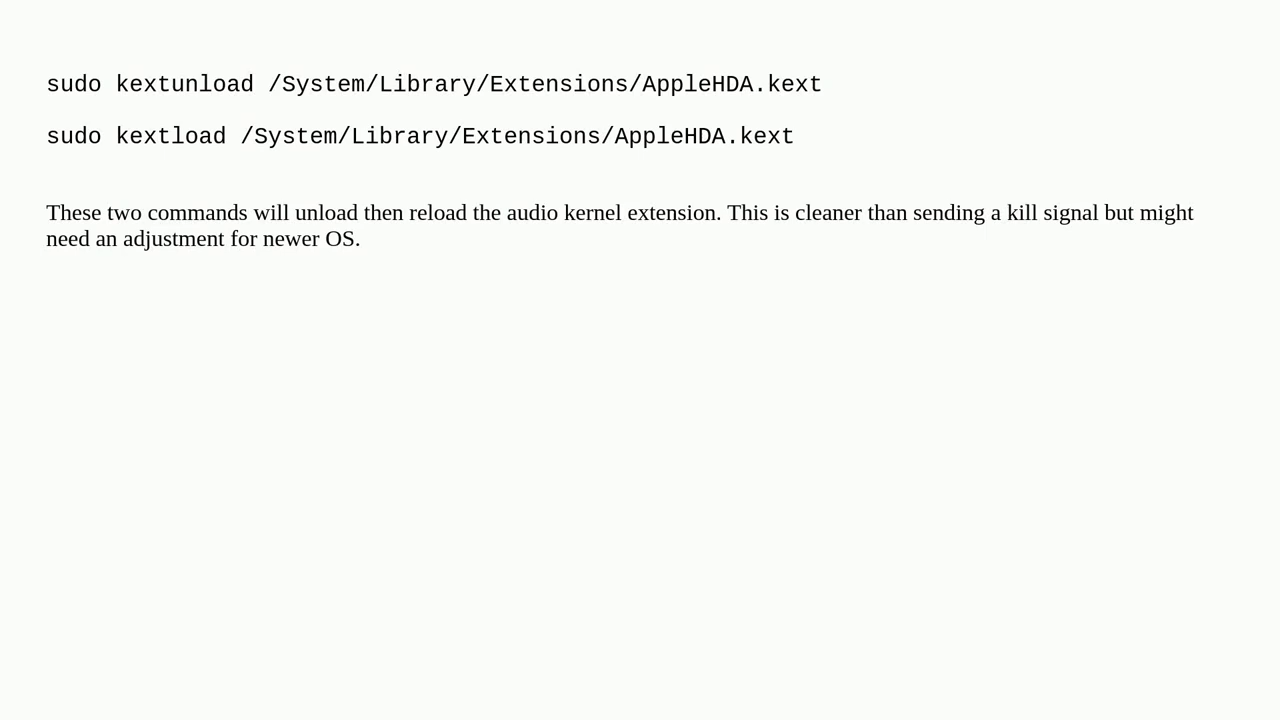 sudo kextunload /System/Library/Extensions/AppleHDA.kext
sudo kextload /System/Library/Extensions/AppleHDA.kext
These two commands will unload then reload the audio kernel extension. This is cleaner than sending a kill signal but might
need an adjustment for newer OS.